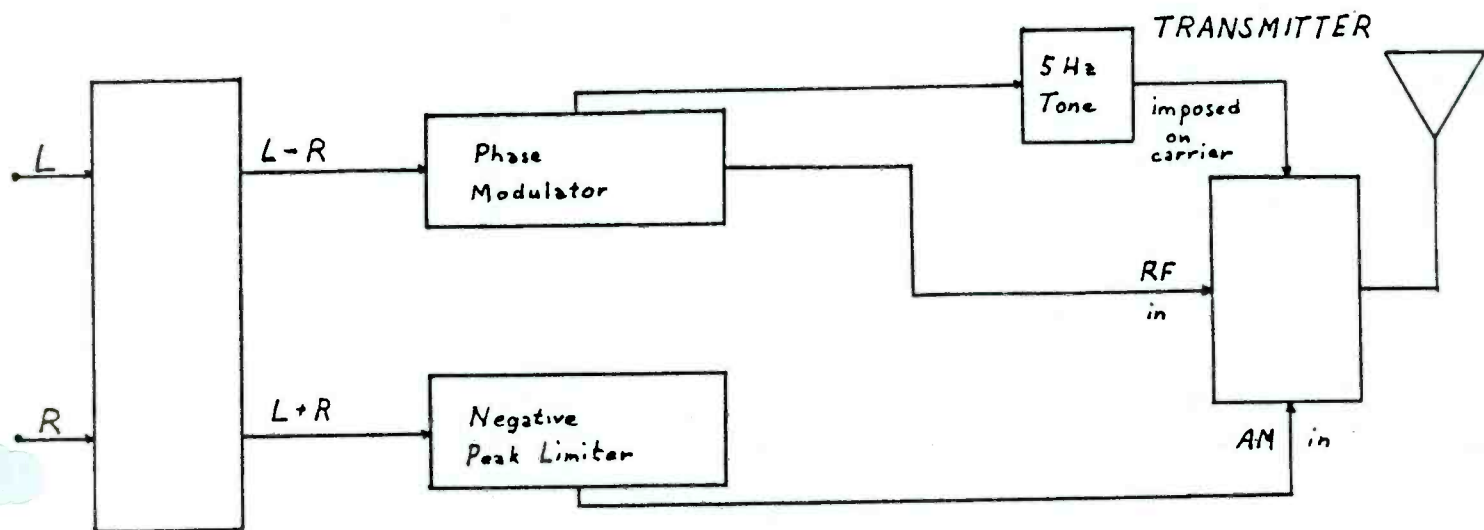 TRANSMITTER
5 Hz
Tone
imposed
on
carrier
L
L - R
Phase
Modulator
RF
in
R
L + R
Negative
Peak Limiter
AM in